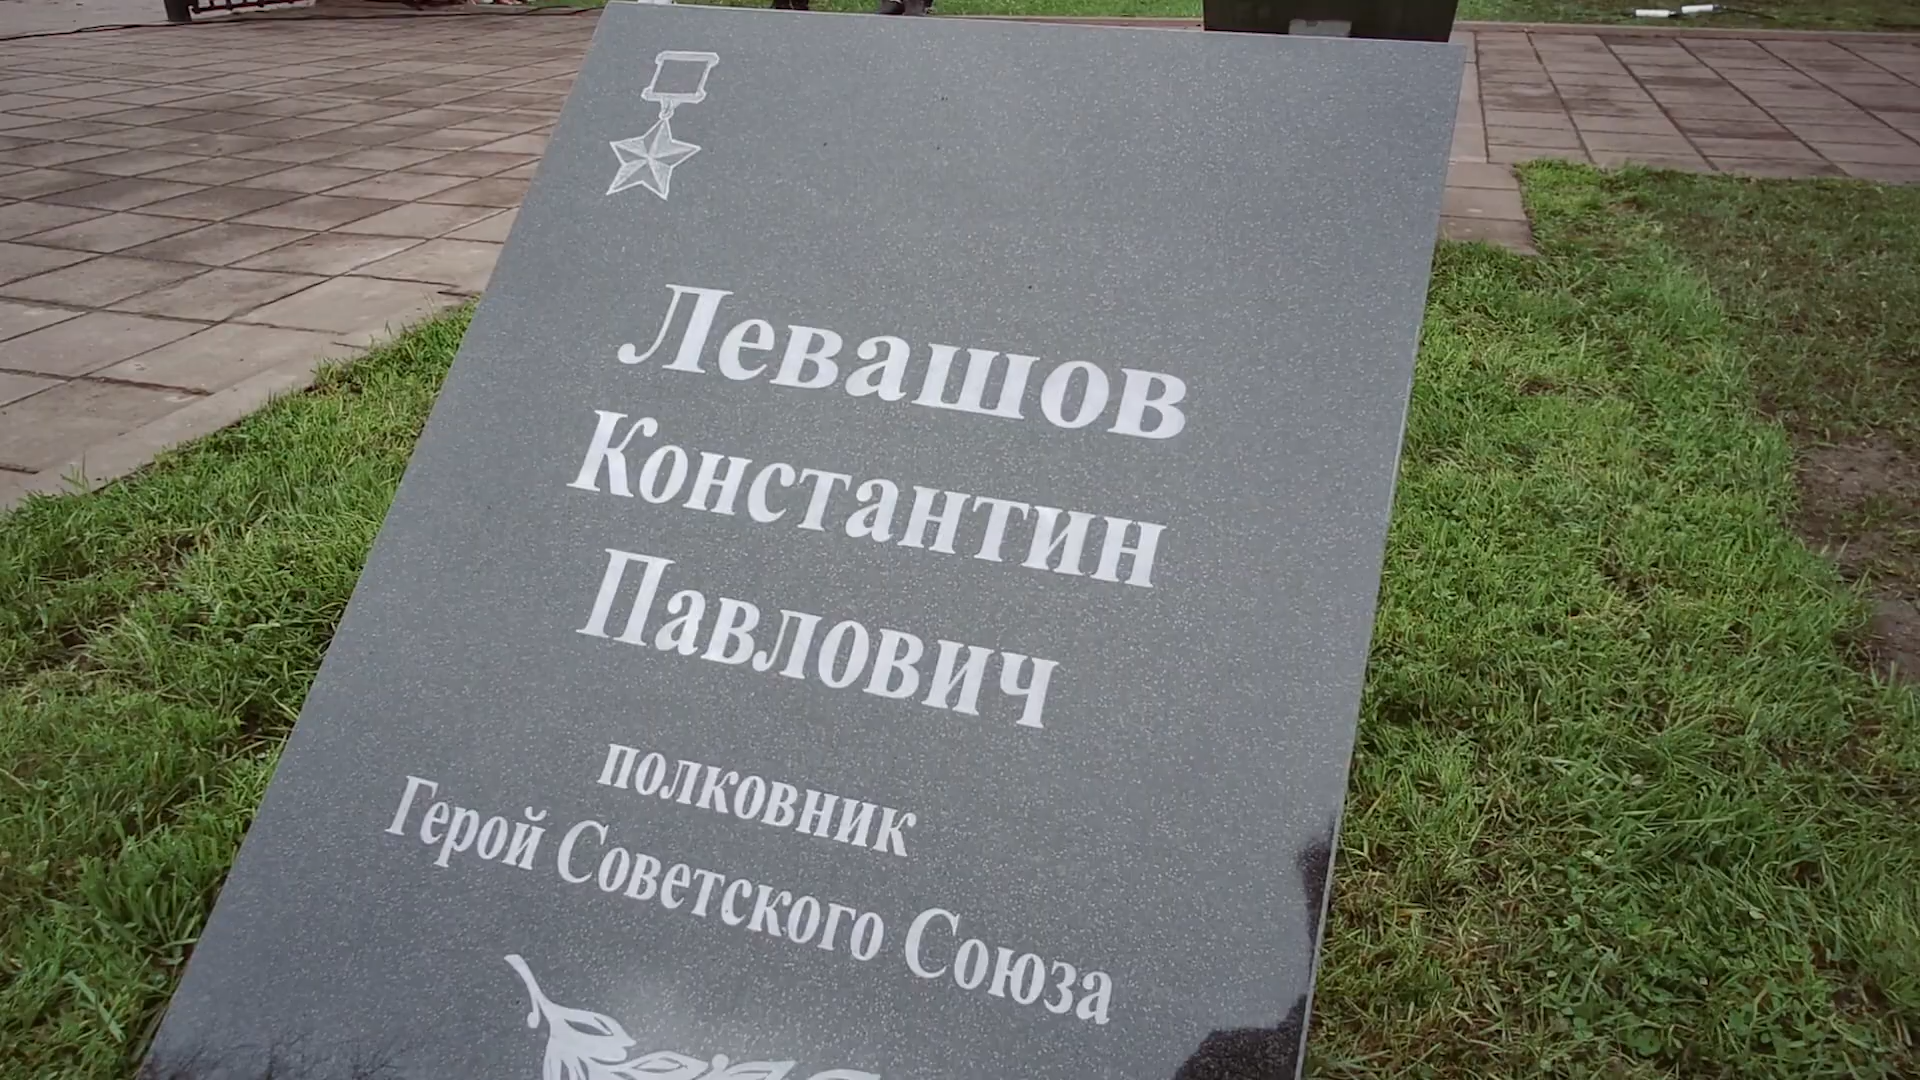 Левашов
Константин
Павлович
полковник
Герой Советского Союза